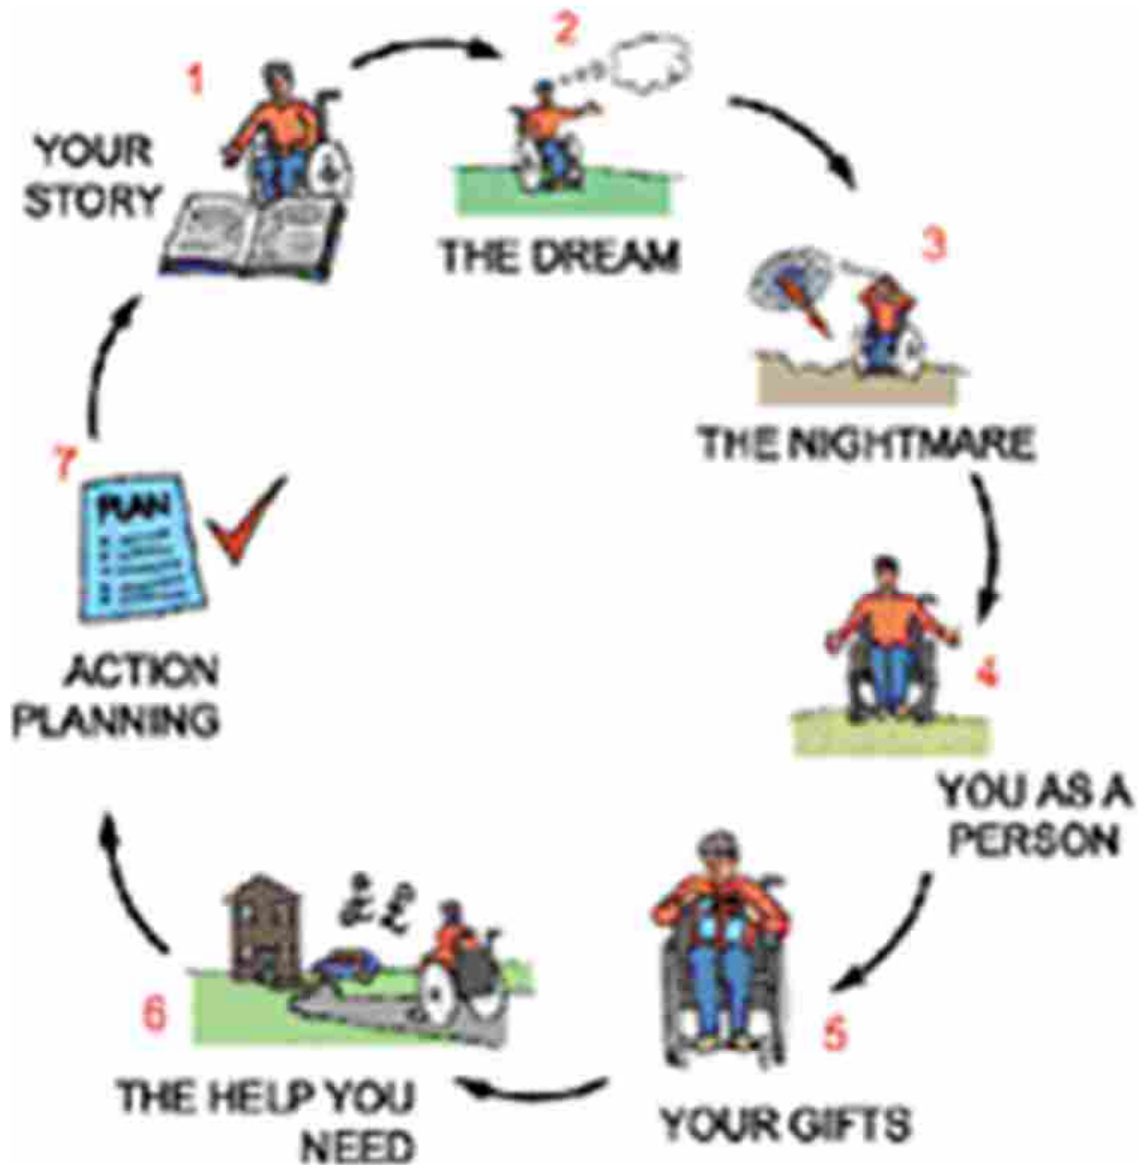 1
YOUR
STORY
2
THE DREAM
3
THE NIGHTMARE
4
YOU AS A
PERSON
5
YOUR GIFTS
6
££
THE HELP YOU
NEED
7
PLAN
ACTION
PLANNING